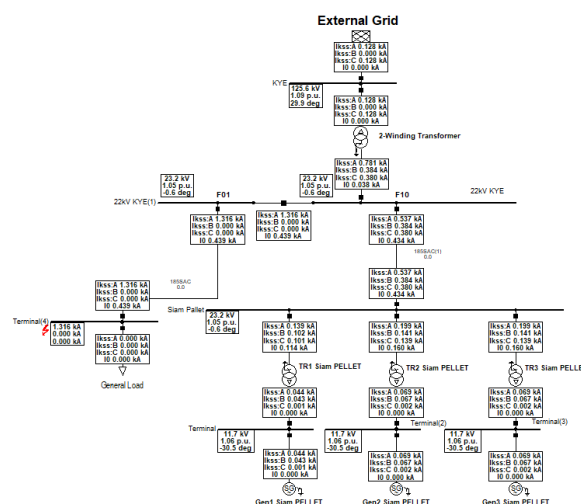 External Grid
Ikss:A 0.128 kA
Ikss:B 0.000 kA
Ikss:C 0.128 kA
I0 0.000 kA
KYE
125.6 kV
1.09 p.u.
29.9 deg
Ikss:A 0.128 kA
Ikss:B 0.000 kA
Ikss:C 0.128 kA
I0 0.000 kA
2-Winding Transformer
Ikss:A 0.781 kA
Ikss:B 0.384 kA
Ikss:C 0.380 kA
I0 0.038 kA
23.2 kV
1.05 p.u.
-0.6 deg
F01
23.2 kV
1.05 p.u.
-0.6 deg
F10
22kV KYE
22kV KYE(1)
Ikss:A 1.316 kA
Ikss:B 0.000 kA
Ikss:C 0.000 kA
I0 0.439 kA
Ikss:A 1.316 kA
Ikss:B 0.000 kA
Ikss:C 0.000 kA
I0 0.439 kA
Ikss:A 0.537 kA
Ikss:B 0.384 kA
Ikss:C 0.380 kA
I0 0.434 kA
185SAC
0.0
185SAC(1)
0.0
Ikss:A 1.316 kA
Ikss:B 0.000 kA
Ikss:C 0.000 kA
I0 0.439 kA
Ikss:A 0.537 kA
Ikss:B 0.384 kA
Ikss:C 0.380 kA
I0 0.434 kA
Siam Pallet
23.2 kV
1.05 p.u.
-0.6 deg
Terminal(4)
1.316 kA
0.000 kA
0.000 kA
Ikss:A 0.000 kA
Ikss:B 0.000 kA
Ikss:C 0.000 kA
I0 0.000 kA
General Load
Ikss:A 0.139 kA
Ikss:B 0.102 kA
Ikss:C 0.101 kA
I0 0.114 kA
Ikss:A 0.199 kA
Ikss:B 0.141 kA
Ikss:C 0.139 kA
I0 0.160 kA
Ikss:A 0.199 kA
Ikss:B 0.141 kA
Ikss:C 0.139 kA
I0 0.160 kA
TR1 Siam PELLET
TR2 Siam PELLET
TR3 Siam PELLET
Ikss:A 0.044 kA
Ikss:B 0.043 kA
Ikss:C 0.001 kA
I0 0.000 kA
Ikss:A 0.069 kA
Ikss:B 0.067 kA
Ikss:C 0.002 kA
I0 0.000 kA
Ikss:A 0.069 kA
Ikss:B 0.067 kA
Ikss:C 0.002 kA
I0 0.000 kA
Terminal
Terminal(2)
Terminal(3)
11.7 kV
1.06 p.u.
-30.5 deg
11.7 kV
1.06 p.u.
-30.5 deg
11.7 kV
1.06 p.u.
-30.5 deg
Ikss:A 0.044 kA
Ikss:B 0.043 kA
Ikss:C 0.001 kA
I0 0.000 kA
Ikss:A 0.069 kA
Ikss:B 0.067 kA
Ikss:C 0.002 kA
I0 0.000 kA
Ikss:A 0.069 kA
Ikss:B 0.067 kA
Ikss:C 0.002 kA
I0 0.000 kA
SG
SG
SG
Gen1 Siam PELLET
Gen2 Siam PELLET
Gen3 Siam PELLET